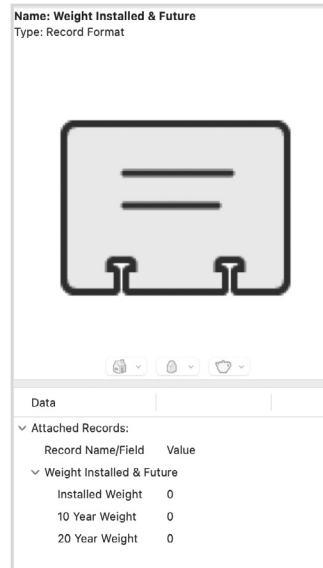 Name: Weight Installed & Future
Type: Record Format
Data
Attached Records:
Record Name/Field Value
Weight Installed & Future
Installed Weight 0
10 Year Weight 0
20 Year Weight 0